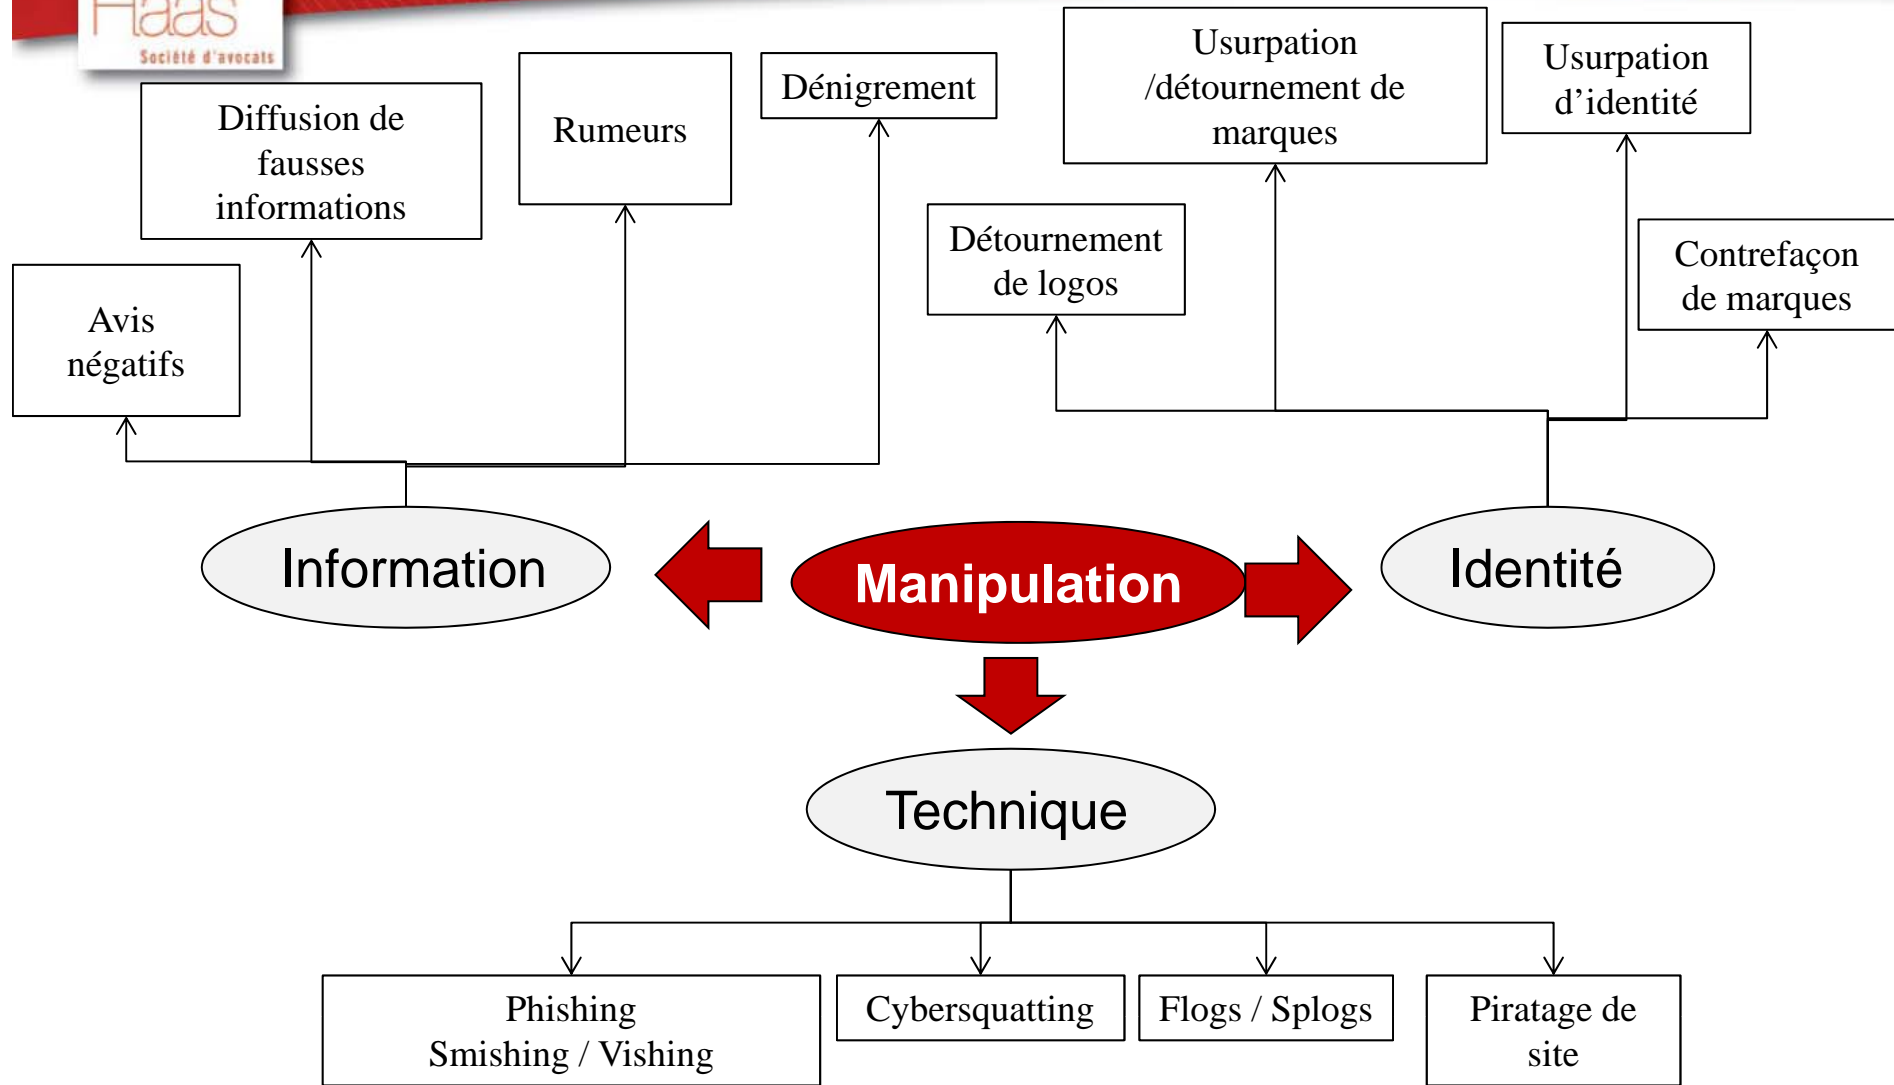 Haas
Société d'avocats
Diffusion de
fausses
informations
Rumeurs
Dénigrement
Usurpation
/détournement de
marques
Usurpation
d’identité
Avis
négatifs
Détournement
de logos
Contrefaçon
de marques
Information
Manipulation
Identité
Technique
Phishing
Smishing / Vishing
Cybersquatting
Flogs / Splogs
Piratage de
site